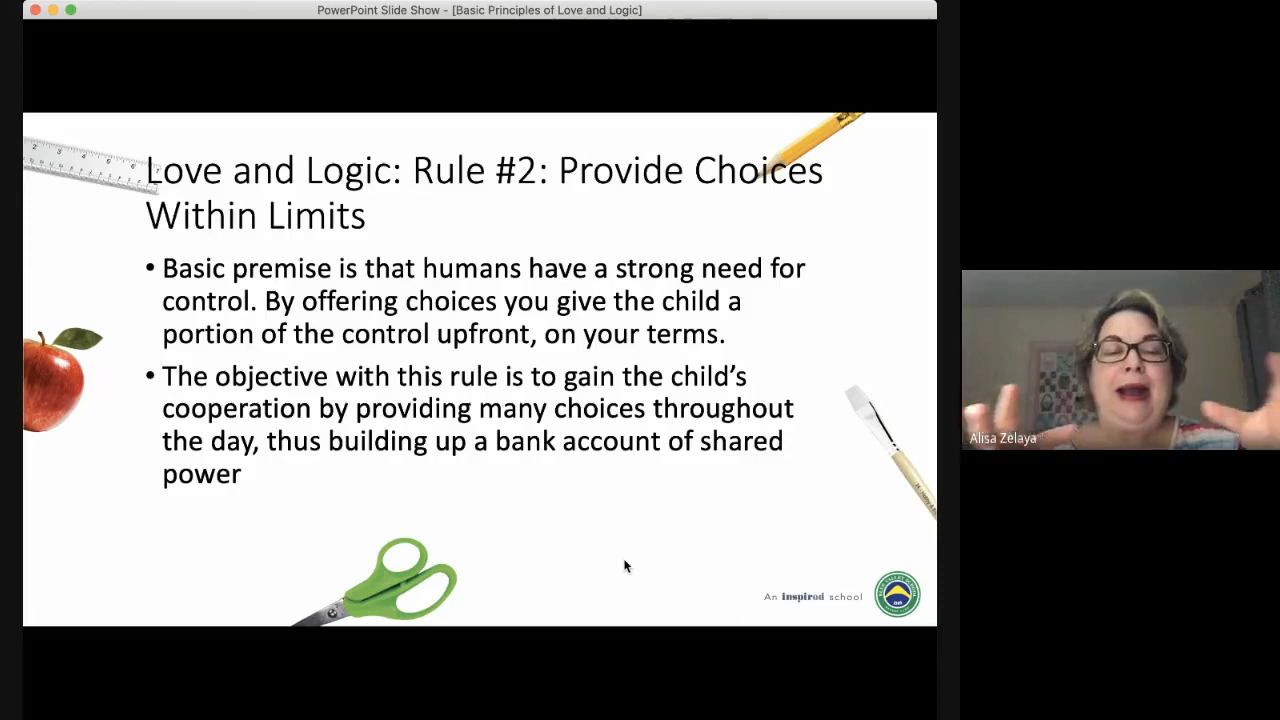 PowerPoint Slide Show - [Basic Principles of Love and Logic]
Love and Logic: Rule #2: Provide Choices
Within Limits
• Basic premise is that humans have a strong need for
control. By offering choices you give the child a
portion of the control upfront, on your terms.
• The objective with this rule is to gain the child’s
cooperation by providing many choices throughout
the day, thus building up a bank account of shared
power
An inspired school
Alisa Zelaya